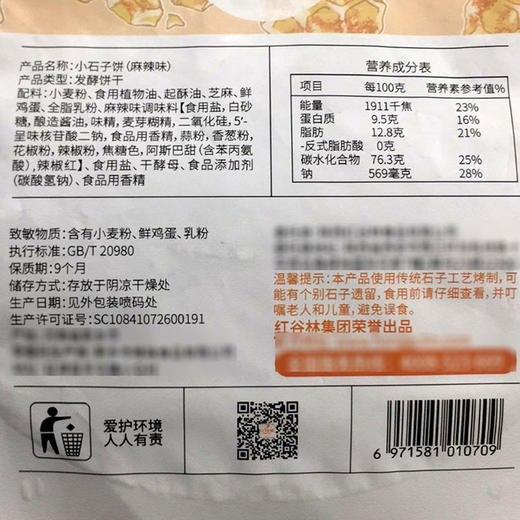 产品名称：小石子饼(麻辣味)
产品类型：发酵饼干
配料：小麦粉、食用植物油、起酥油、芝麻、鲜
鸡蛋、全脂乳粉、麻辣味调味料【食用盐，白砂
糖，酿造酱油，味精，麦芽糊精，二氧化硅，5′-
呈味核苷酸二钠，食品用香精，蒜粉，香葱粉，
花椒粉，辣椒粉，焦糖色，阿斯巴甜（含苯丙氨
酸），辣椒红】、食用盐、干酵母、食品添加剂
(碳酸氢钠)、食品用香精
营养成分表
项目 每100克 营养素参考值%
能量 1911千焦 23%
蛋白质 9.5克 16%
脂肪 12.8克 21%
-反式脂肪酸 0克
碳水化合物 76.3克 25%
钠 569毫克 28%
致敏物质：含有小麦粉、鲜鸡蛋、乳粉
执行标准：GB/T 20980
保质期：9个月
储存方式：存放于阴凉干燥处
生产日期：见外包装喷码处
生产许可证号：SC10841072600191
温馨提示：本产品使用传统石子工艺烤制，可
能有个别石子遗留，食用前请仔细查看，并叮
嘱老人和儿童，避免误食。
红谷林集团荣誉出品
爱护环境
人人有责
6 971581 010709